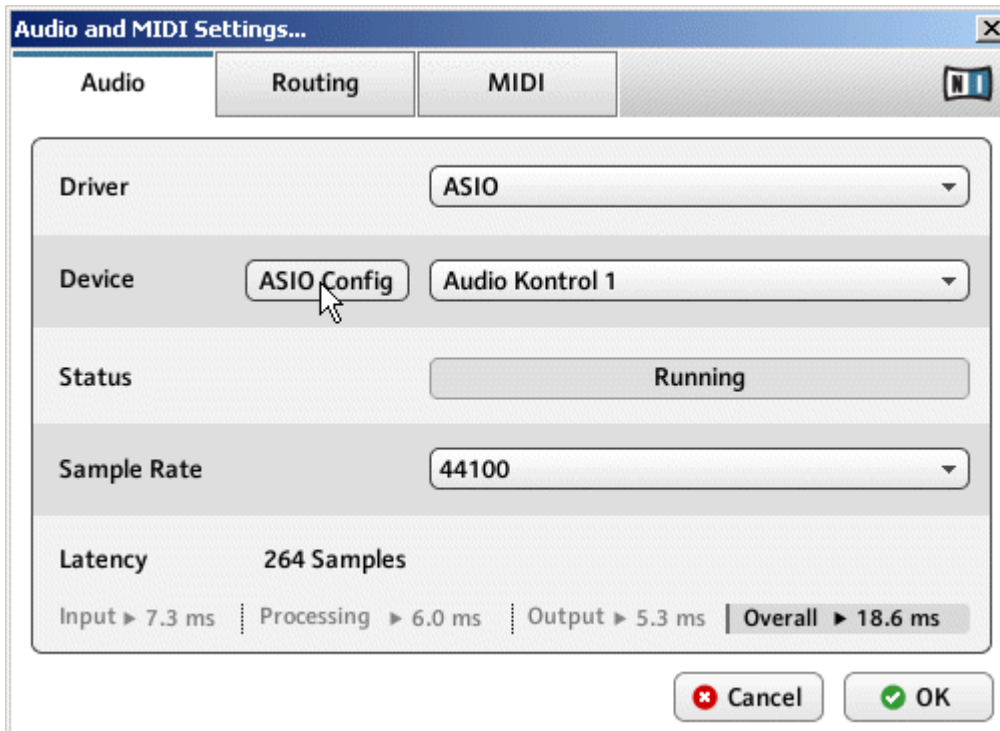 Audio and MIDI Settings...
Audio Routing MIDI NI
Driver ASIO
Device ASIO Config Audio Kontrol 1
Status Running
Sample Rate 44100
Latency 264 Samples
Input ▸ 7.3 ms Processing ▸ 6.0 ms Output ▸ 5.3 ms Overall ▸ 18.6 ms
Cancel OK